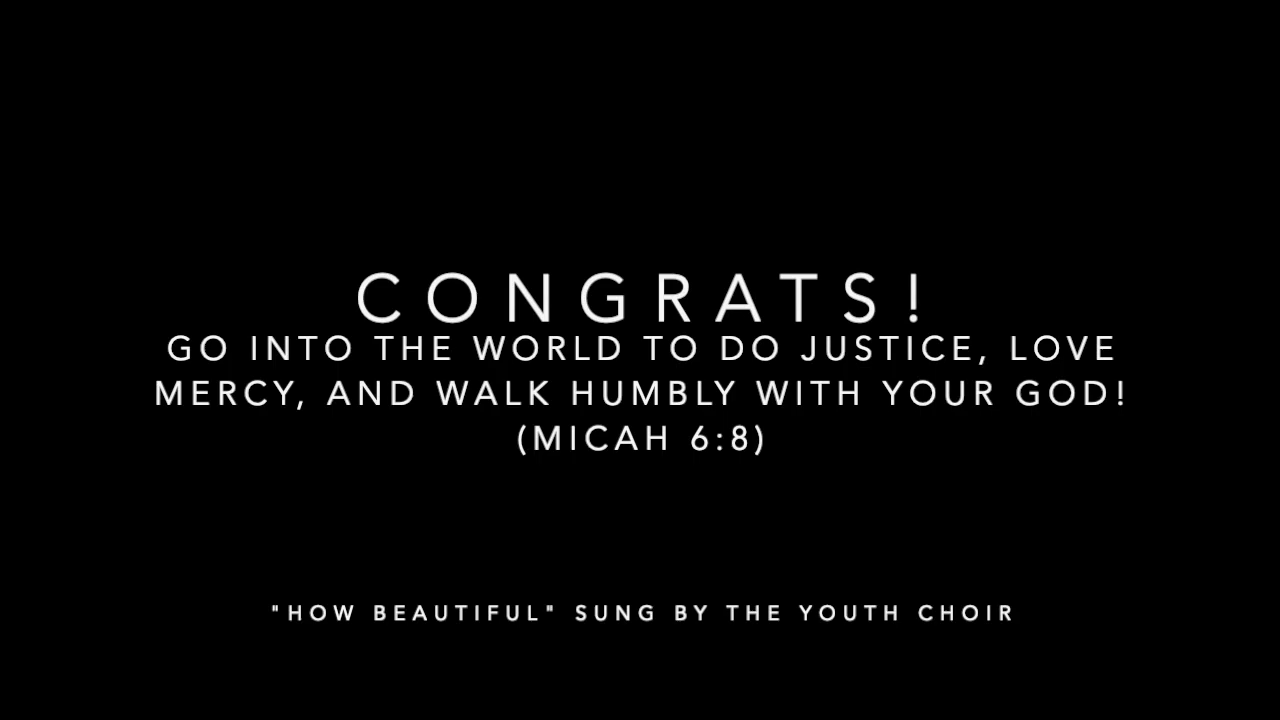 CONGRATS!
GO INTO THE WORLD TO DO JUSTICE, LOVE
MERCY, AND WALK HUMBLY WITH YOUR GOD!
(MICAH 6:8)
"HOW BEAUTIFUL" SUNG BY THE YOUTH CHOIR